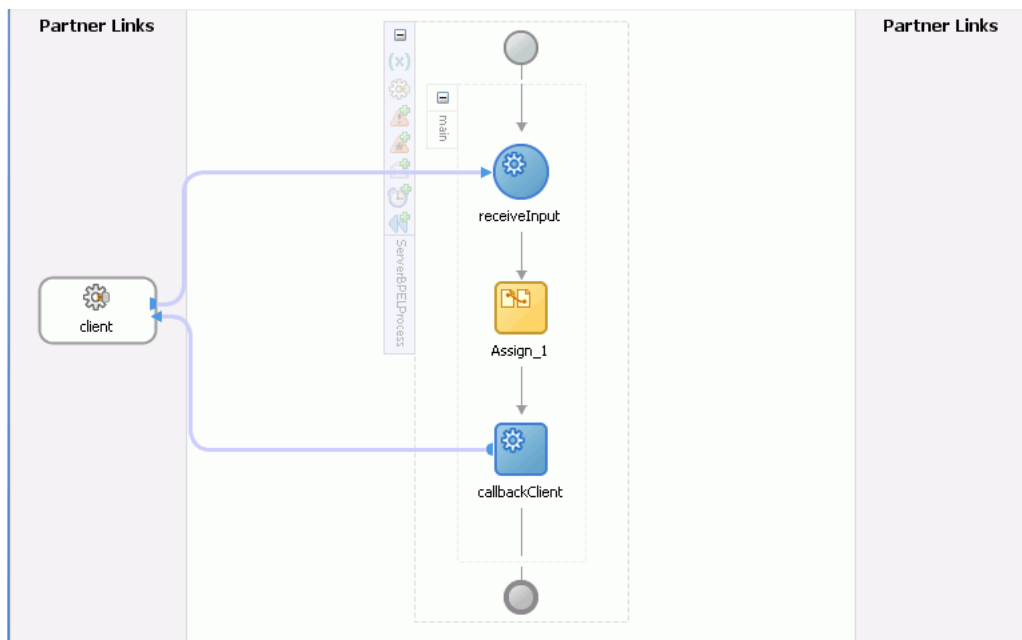 Partner Links
Partner Links
(x)
main
receiveInput
ServerBPELProcess
client
Assign_1
callbackClient